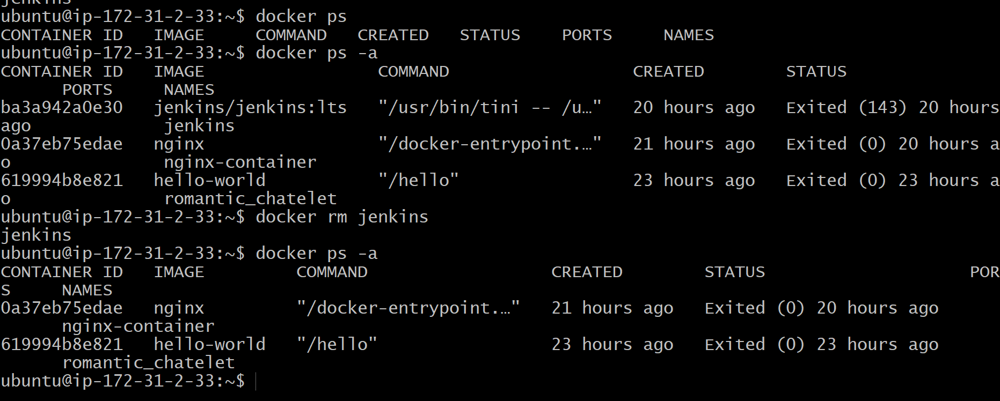 jenkins
ubuntu@ip-172-31-2-33:~$ docker ps
CONTAINER ID   IMAGE     COMMAND   CREATED   STATUS    PORTS     NAMES
ubuntu@ip-172-31-2-33:~$ docker ps -a
CONTAINER ID   IMAGE                 COMMAND                  CREATED        STATUS
      PORTS     NAMES
ba3a942a0e30   jenkins/jenkins:lts   "/usr/bin/tini -- /u…"   20 hours ago   Exited (143) 20 hours
ago             jenkins
0a37eb75edae   nginx                 "/docker-entrypoint.…"   21 hours ago   Exited (0) 20 hours a
o               nginx-container
619994b8e821   hello-world           "/hello"                 23 hours ago   Exited (0) 23 hours a
o               romantic_chatelet
ubuntu@ip-172-31-2-33:~$ docker rm jenkins
jenkins
ubuntu@ip-172-31-2-33:~$ docker ps -a
CONTAINER ID   IMAGE         COMMAND                  CREATED        STATUS                    POR
S     NAMES
0a37eb75edae   nginx         "/docker-entrypoint.…"   21 hours ago   Exited (0) 20 hours ago
      nginx-container
619994b8e821   hello-world   "/hello"                 23 hours ago   Exited (0) 23 hours ago
      romantic_chatelet
ubuntu@ip-172-31-2-33:~$